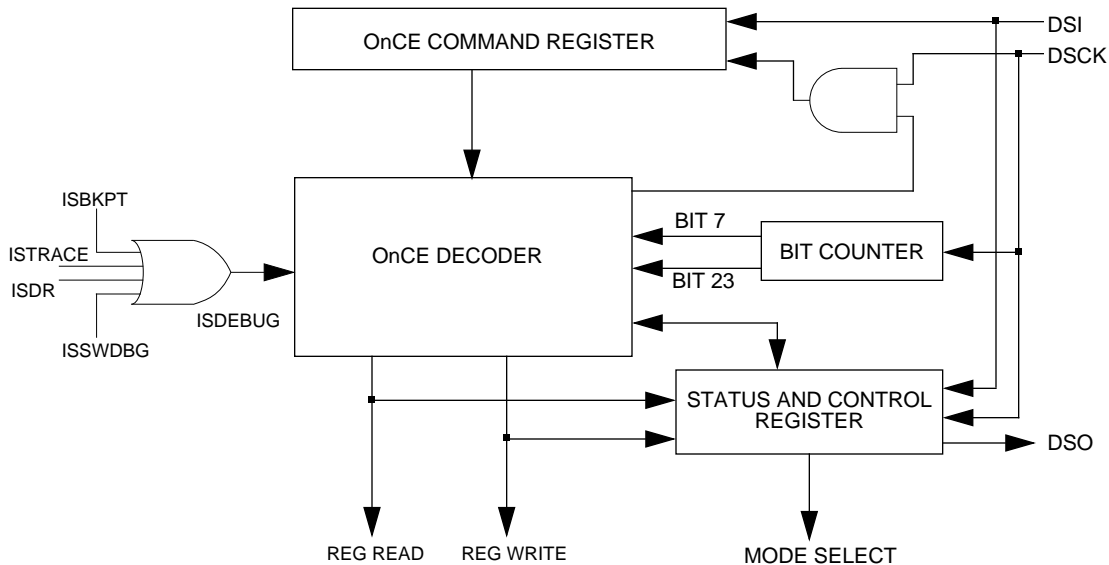 OnCE COMMAND REGISTER
DSI
DSCK
ISBKPT
ISTRACE
ISDR
ISSWDBG
ISDEBUG
OnCE DECODER
BIT 7
BIT 23
BIT COUNTER
STATUS AND CONTROL
REGISTER
DSO
REG READ
REG WRITE
MODE SELECT